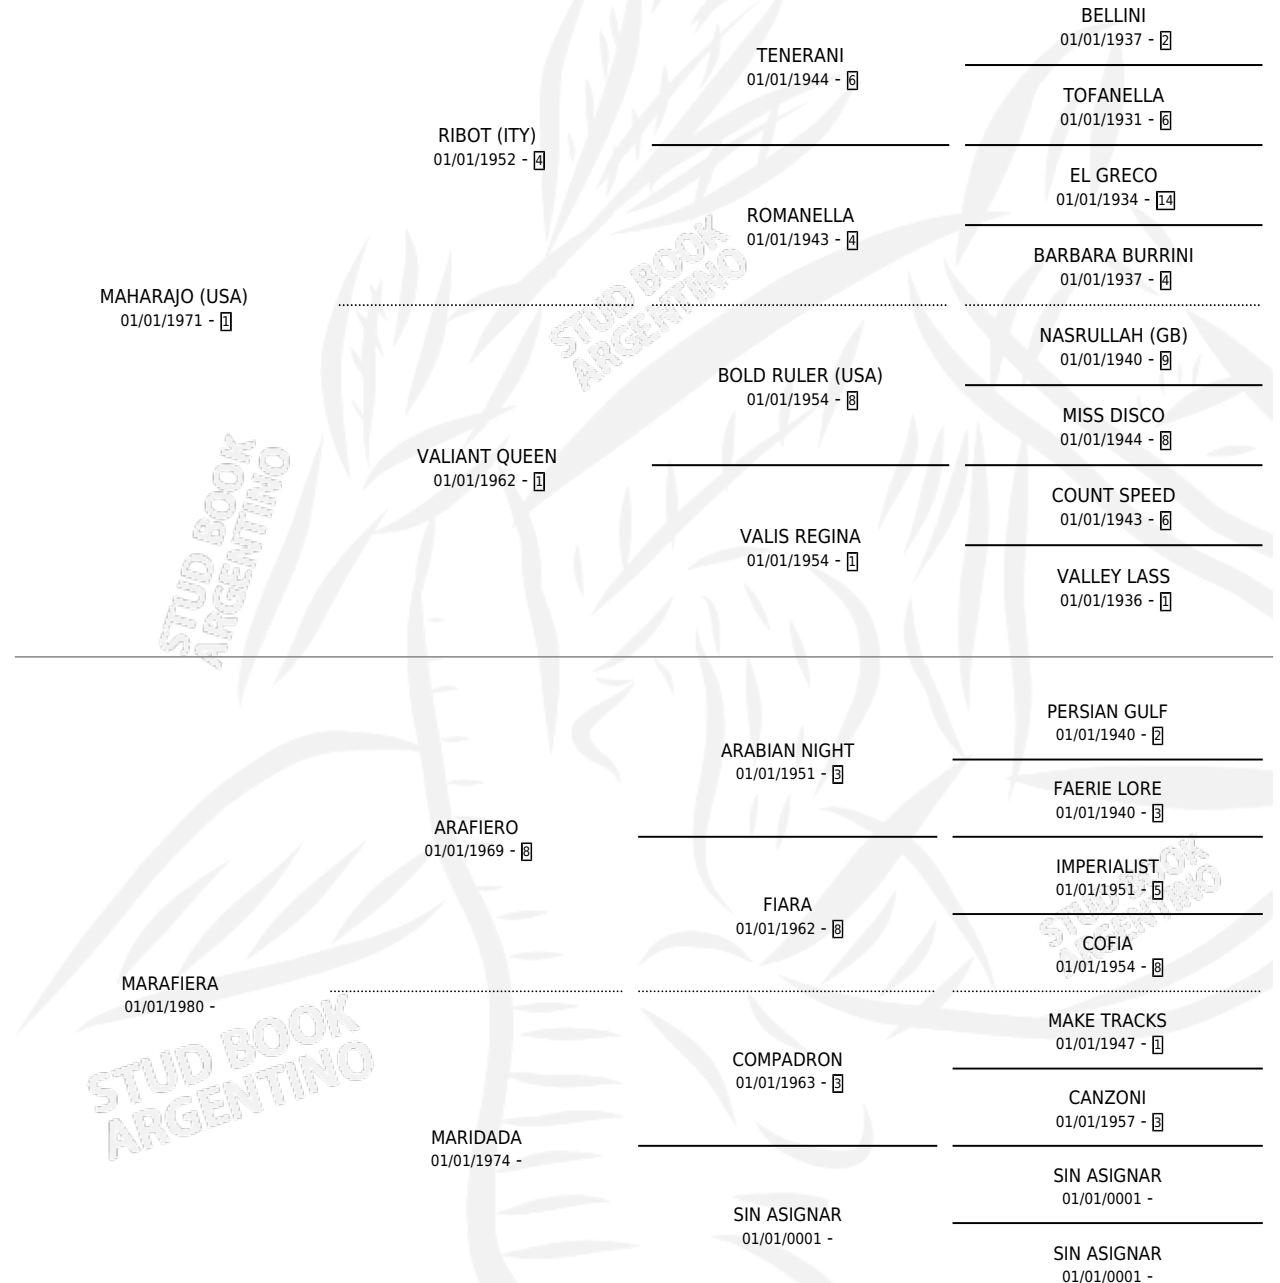 BELLINI
01/01/1937 - 2
TENERANI
01/01/1944 - 6
TOFANELLA
01/01/1931 - 6
RIBOT (ITY)
01/01/1952 - 4
EL GRECO
01/01/1934 - 14
ROMANELLA
01/01/1943 - 4
BARBARA BURRINI
01/01/1937 - 4
MAHARAJO (USA)
01/01/1971 - 1
NASRULLAH (GB)
01/01/1940 - 9
BOLD RULER (USA)
01/01/1954 - 8
MISS DISCO
01/01/1944 - 8
VALIANT QUEEN
01/01/1962 - 1
COUNT SPEED
01/01/1943 - 6
VALIS REGINA
01/01/1954 - 1
VALLEY LASS
01/01/1936 - 1
PERSIAN GULF
01/01/1940 - 2
ARABIAN NIGHT
01/01/1951 - 3
FAERIE LORE
01/01/1940 - 3
ARAFIERO
01/01/1969 - 8
IMPERIALIST
01/01/1951 - 5
FIARA
01/01/1962 - 8
COFIA
01/01/1954 - 8
MARAFIERA
01/01/1980 -
MAKE TRACKS
01/01/1947 - 1
COMPADRON
01/01/1963 - 3
CANZONI
01/01/1957 - 3
MARIDADA
01/01/1974 -
SIN ASIGNAR
01/01/0001 -
SIN ASIGNAR
01/01/0001 -
SIN ASIGNAR
01/01/0001 -
STUD BOOK
ARGENTINO
STUD BOOK
ARGENTINO
STUD BOOK
ARGENTINO
STUD BOOK
ARGENTINO